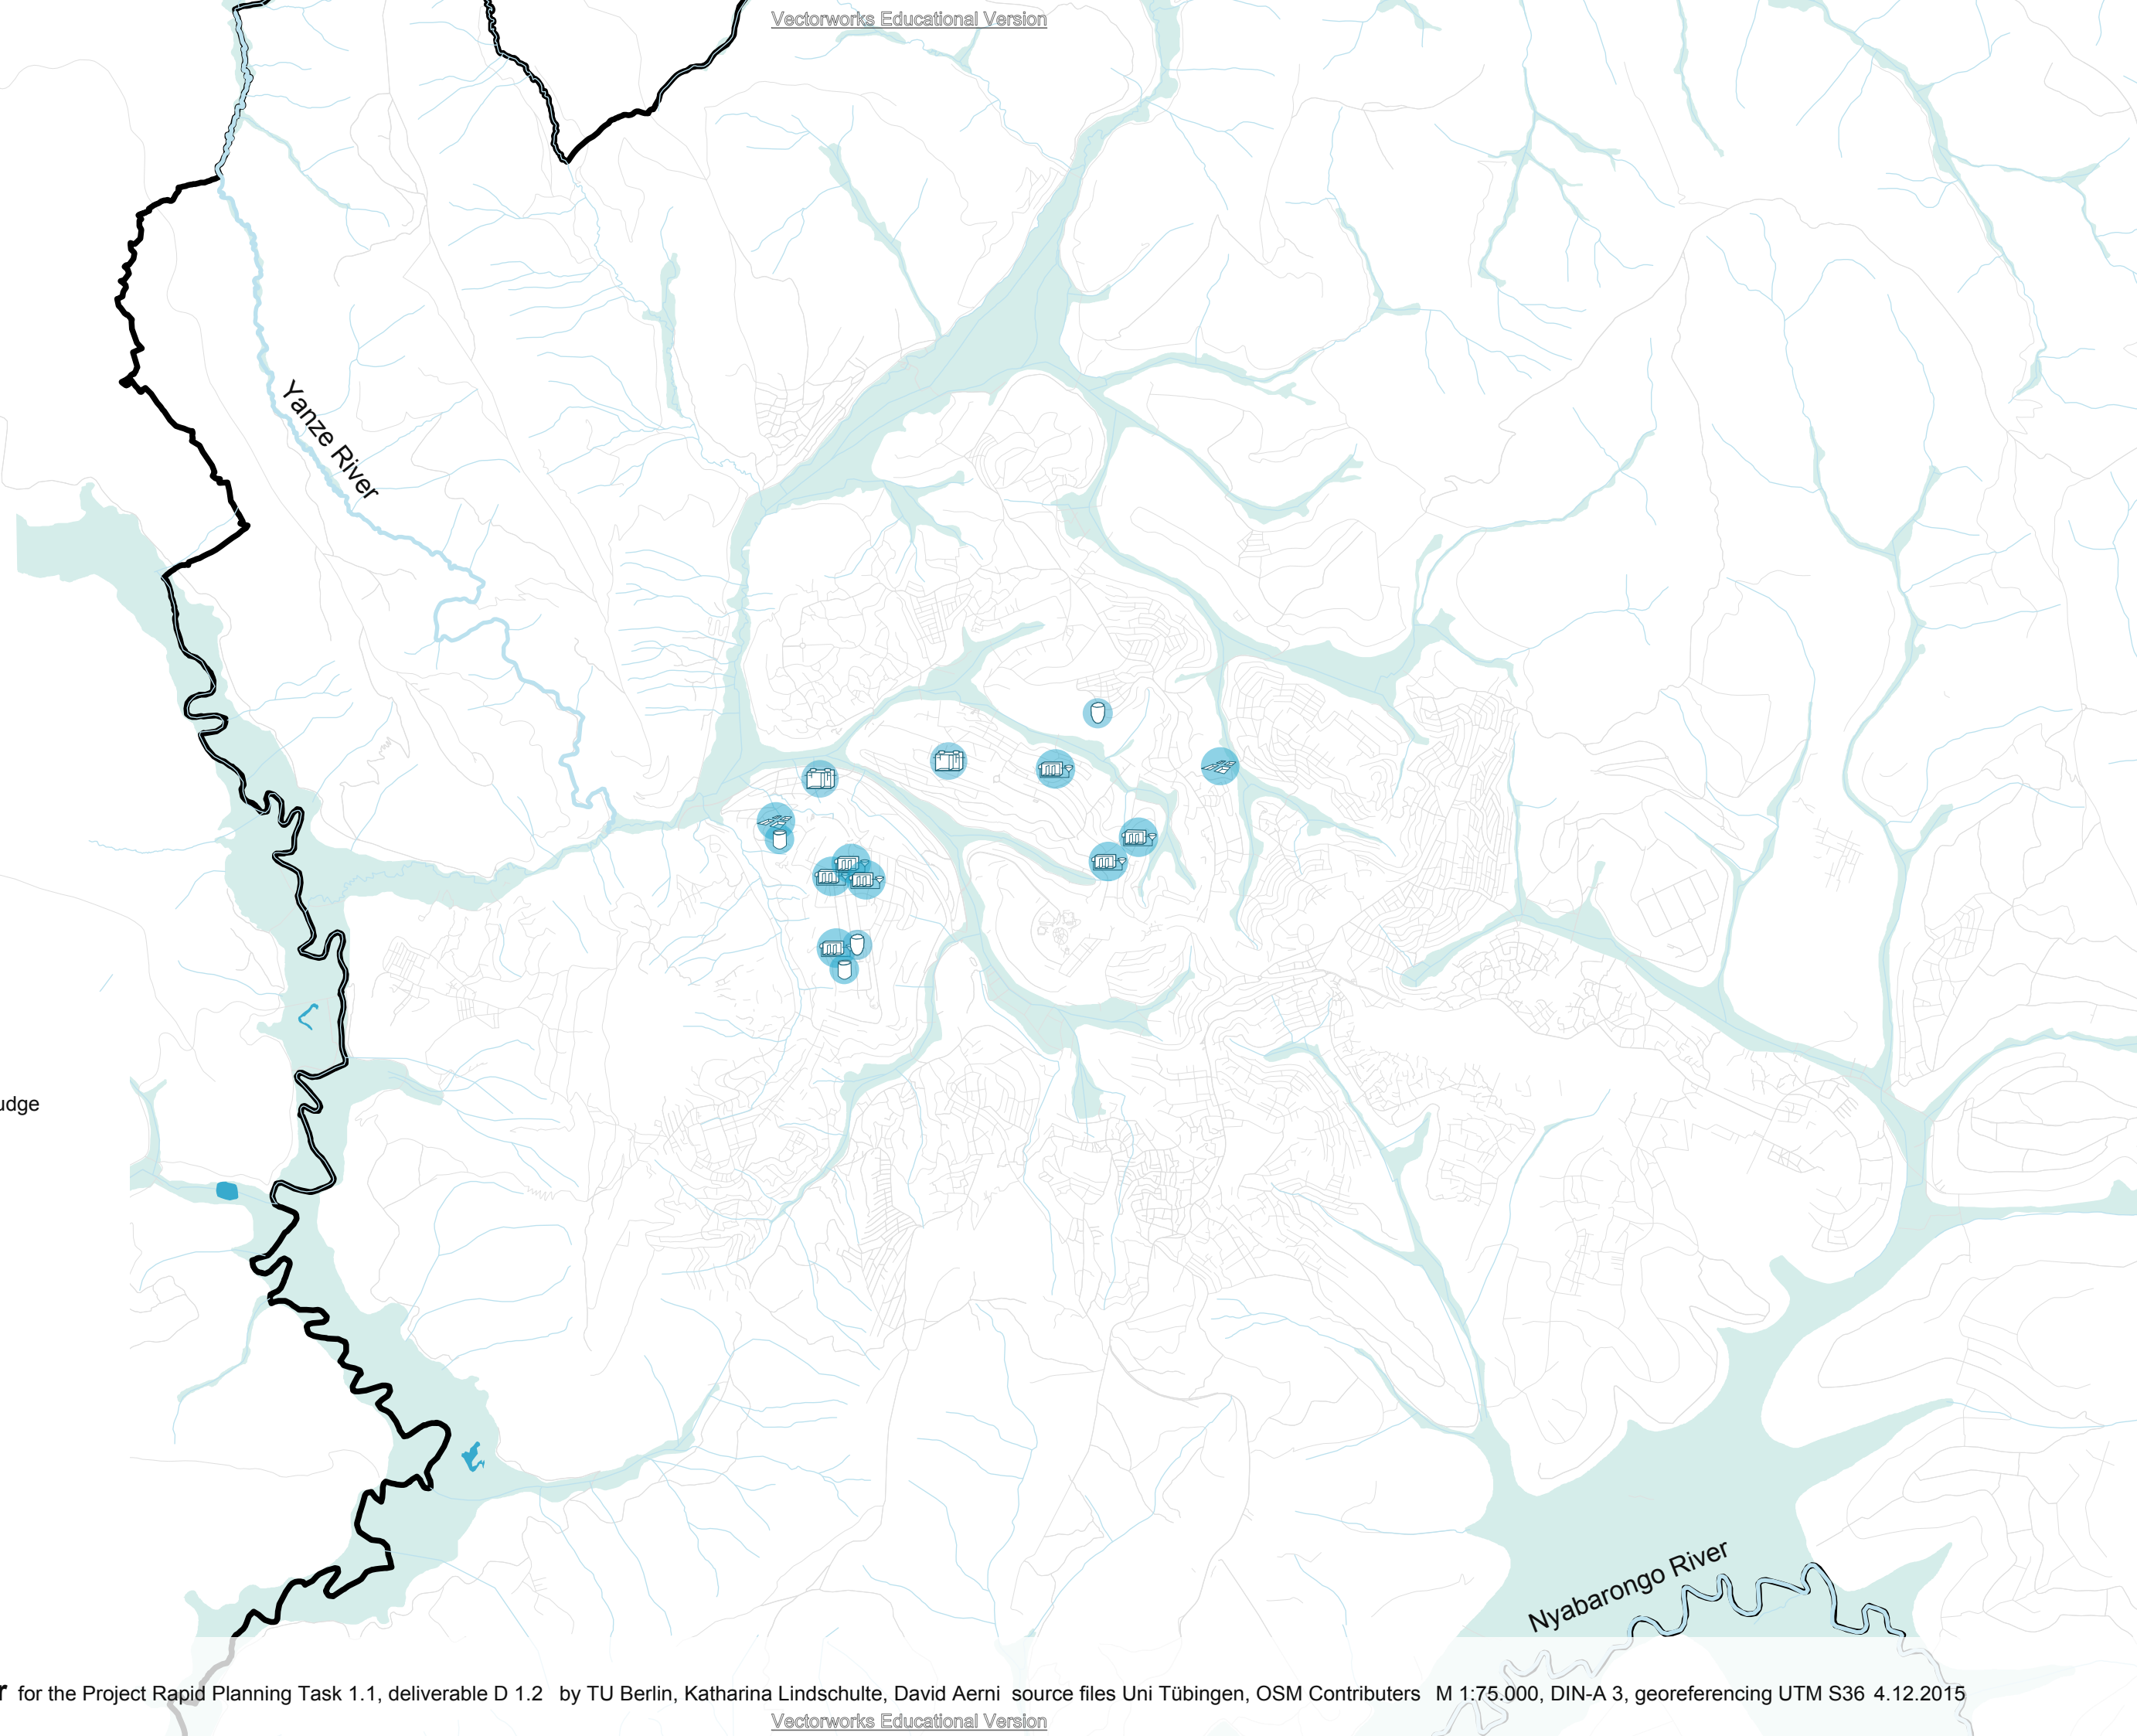 Vectorworks Educational Version
Yanze River
udge
Nyabarongo River
r for the Project Rapid Planning Task 1.1, deliverable D 1.2 by TU Berlin, Katharina Lindschulte, David Aerni source files Uni Tübingen, OSM Contributers M 1:75.000, DIN-A 3, georeferencing UTM S36 4.12.2015
Vectorworks Educational Version